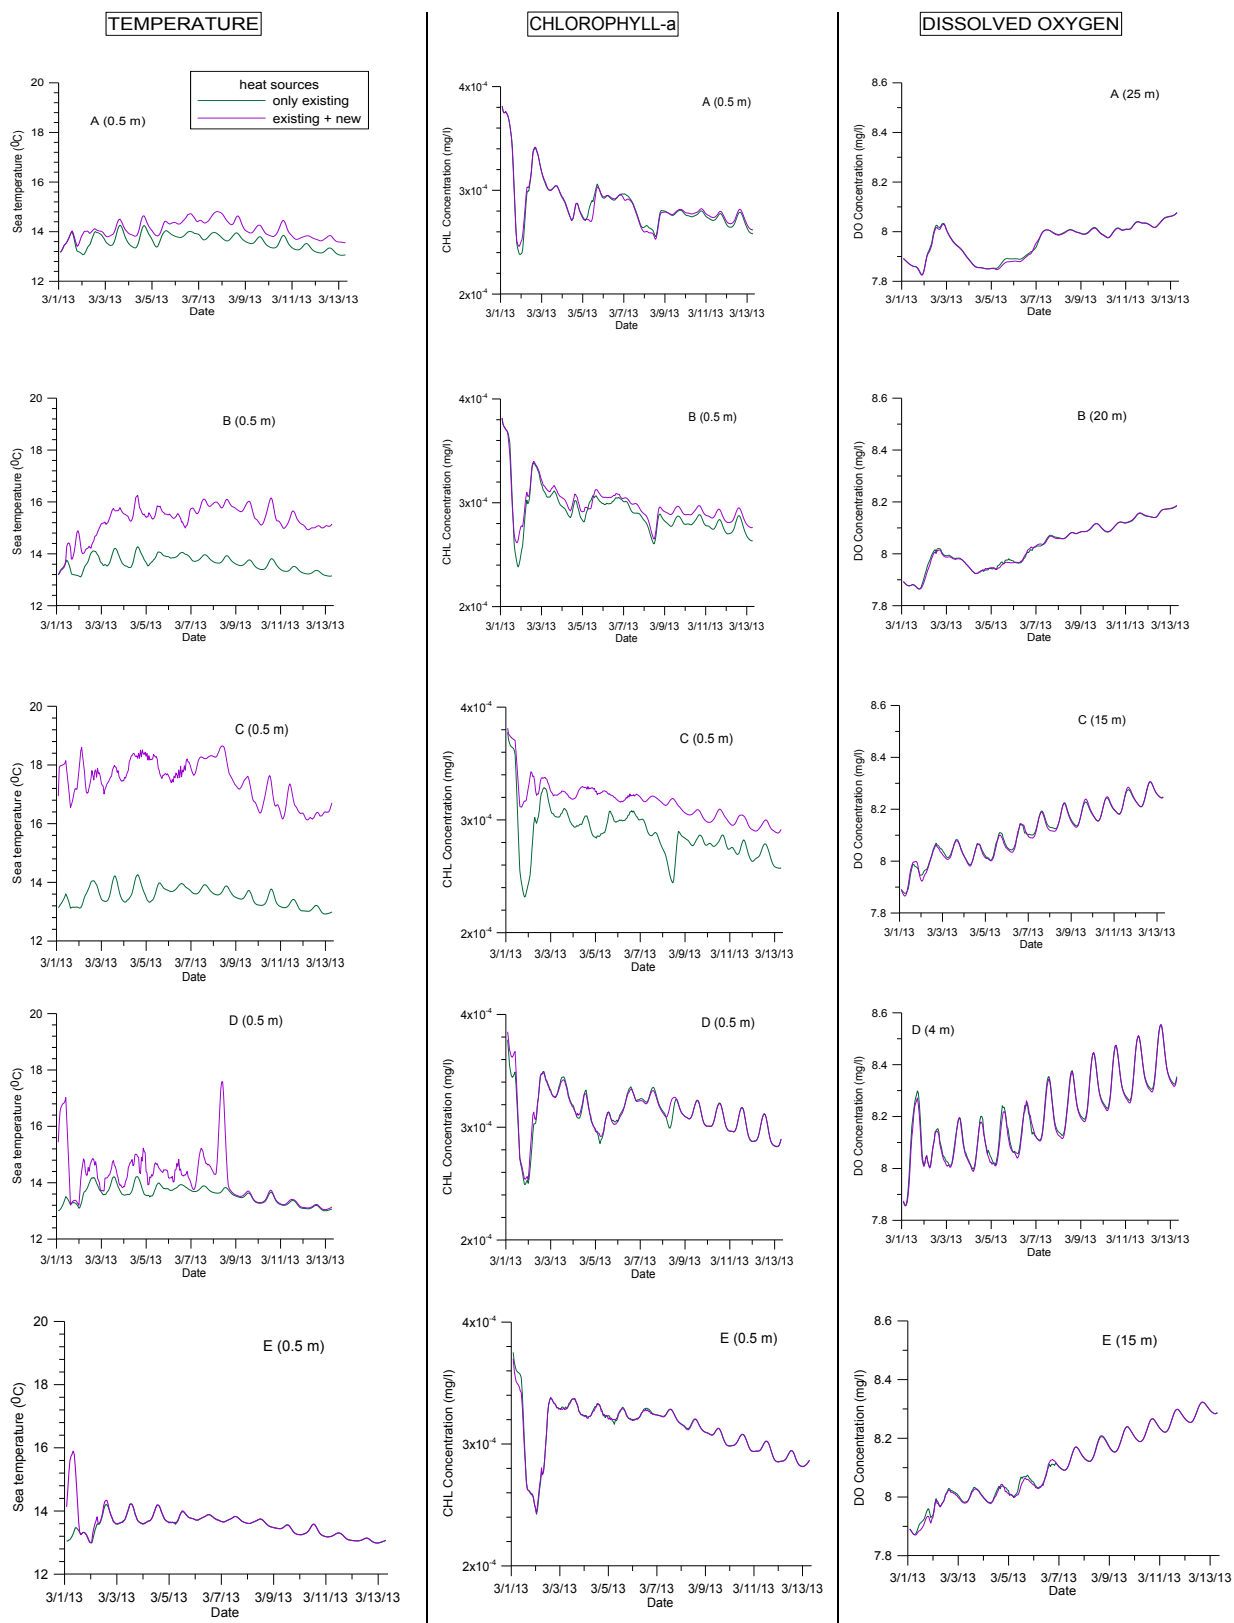 TEMPERATURE
CHLOROPHYLL-a
DISSOLVED OXYGEN
20
18
16
14
12
Sea temperature (⁰C)
A (0.5 m)
heat sources
only existing
existing + new
3/1/13 3/3/13 3/5/13 3/7/13 3/9/13 3/11/13 3/13/13
Date
4x10⁻⁴
3x10⁻⁴
2x10⁻⁴
CHL Concentration (mg/l)
A (0.5 m)
3/1/13 3/3/13 3/5/13 3/7/13 3/9/13 3/11/13 3/13/13
Date
8.6
8.4
8.2
8
7.8
DO Concentration (mg/l)
A (25 m)
3/1/13 3/3/13 3/5/13 3/7/13 3/9/13 3/11/13 3/13/13
Date
20
18
16
14
12
Sea temperature (⁰C)
B (0.5 m)
3/1/13 3/3/13 3/5/13 3/7/13 3/9/13 3/11/13 3/13/13
Date
4x10⁻⁴
3x10⁻⁴
2x10⁻⁴
CHL Concentration (mg/l)
B (0.5 m)
3/1/13 3/3/13 3/5/13 3/7/13 3/9/13 3/11/13 3/13/13
Date
8.6
8.4
8.2
8
7.8
DO Concentration (mg/l)
B (20 m)
3/1/13 3/3/13 3/5/13 3/7/13 3/9/13 3/11/13 3/13/13
Date
20
18
16
14
12
Sea temperature (⁰C)
C (0.5 m)
3/1/13 3/3/13 3/5/13 3/7/13 3/9/13 3/11/13 3/13/13
Date
4x10⁻⁴
3x10⁻⁴
2x10⁻⁴
CHL Concentration (mg/l)
C (0.5 m)
3/1/13 3/3/13 3/5/13 3/7/13 3/9/13 3/11/13 3/13/13
Date
8.6
8.4
8.2
8
7.8
DO Concentration (mg/l)
C (15 m)
3/1/13 3/3/13 3/5/13 3/7/13 3/9/13 3/11/13 3/13/13
Date
20
18
16
14
12
Sea temperature (⁰C)
D (0.5 m)
3/1/13 3/3/13 3/5/13 3/7/13 3/9/13 3/11/13 3/13/13
Date
4x10⁻⁴
3x10⁻⁴
2x10⁻⁴
CHL Concentration (mg/l)
D (0.5 m)
3/1/13 3/3/13 3/5/13 3/7/13 3/9/13 3/11/13 3/13/13
Date
8.6
8.4
8.2
8
7.8
DO Concentration (mg/l)
D (4 m)
3/1/13 3/3/13 3/5/13 3/7/13 3/9/13 3/11/13 3/13/13
Date
20
18
16
14
12
Sea temperature (⁰C)
E (0.5 m)
3/1/13 3/3/13 3/5/13 3/7/13 3/9/13 3/11/13 3/13/13
Date
4x10⁻⁴
3x10⁻⁴
2x10⁻⁴
CHL Concentration (mg/l)
E (0.5 m)
3/1/13 3/3/13 3/5/13 3/7/13 3/9/13 3/11/13 3/13/13
Date
8.6
8.4
8.2
8
7.8
DO Concentration (mg/l)
E (15 m)
3/1/13 3/3/13 3/5/13 3/7/13 3/9/13 3/11/13 3/13/13
Date